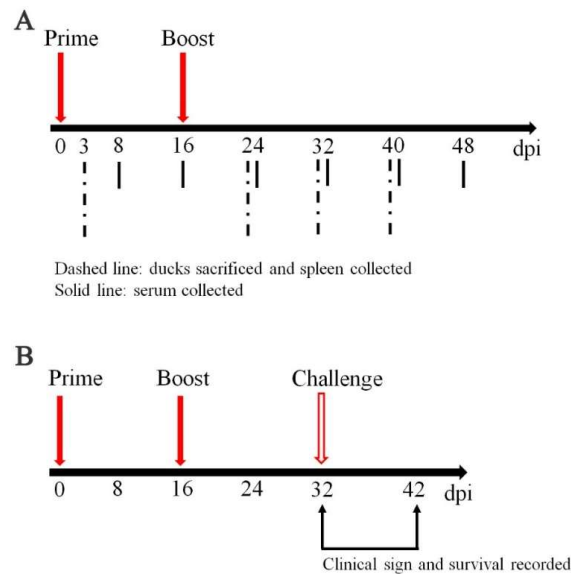 A
Prime Boost
0 3 8 16 24 32 40 48 dpi
Dashed line: ducks sacrificed and spleen collected
Solid line: serum collected
B
Prime Boost Challenge
0 8 16 24 32 42 dpi
Clinical sign and survival recorded